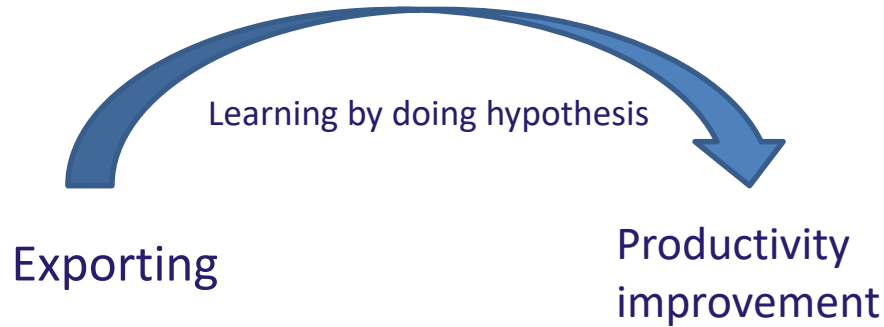 Learning by doing hypothesis
Exporting
Productivity
improvement